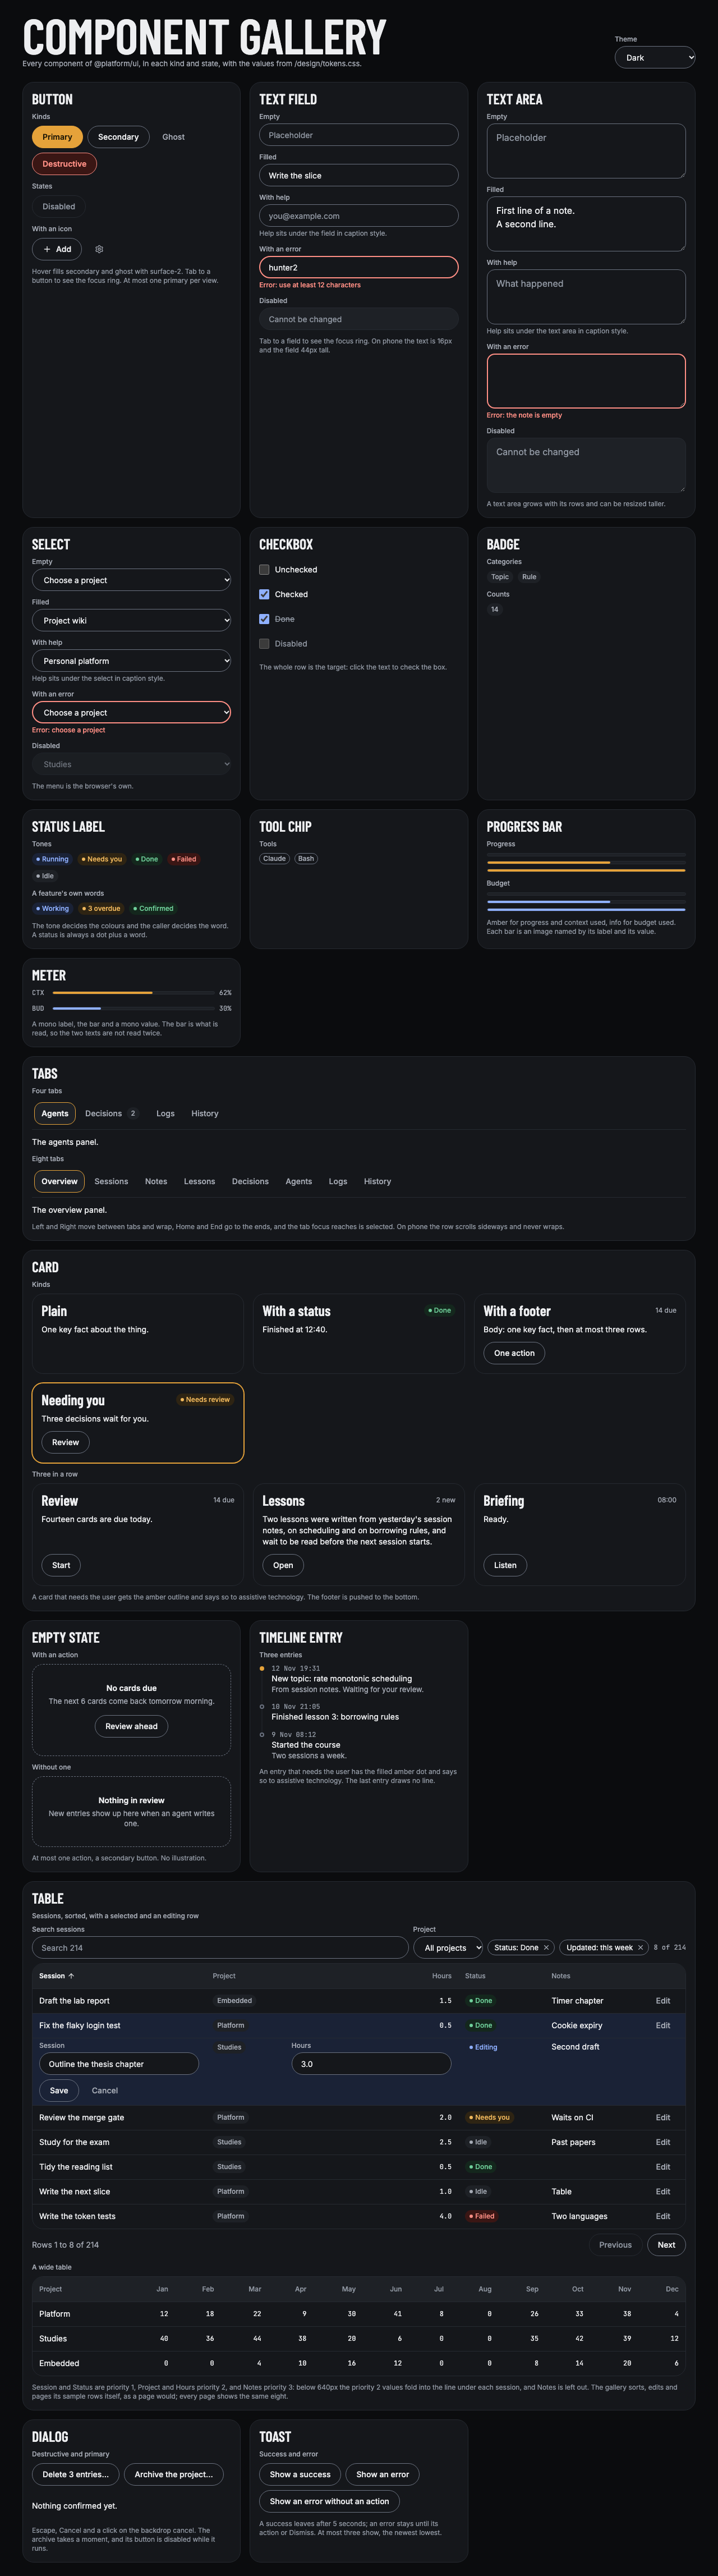 COMPONENT GALLERY
Every component of @platform/ui, in each kind and state, with the values from /design/tokens.css.
Theme
Dark
BUTTON
Kinds
Primary Secondary Ghost
Destructive
States
Disabled
With an icon
Add
Hover fills secondary and ghost with surface-2. Tab to a
button to see the focus ring. At most one primary per view.
TEXT FIELD
Empty
Placeholder
Filled
Write the slice
With help
you@example.com
Help sits under the field in caption style.
With an error
hunter2
Error: use at least 12 characters
Disabled
Cannot be changed
Tab to a field to see the focus ring. On phone the text is 16px
and the field 44px tall.
TEXT AREA
Empty
Placeholder
Filled
First line of a note.
A second line.
With help
What happened
Help sits under the text area in caption style.
With an error
Error: the note is empty
Disabled
Cannot be changed
A text area grows with its rows and can be resized taller.
SELECT
Empty
Choose a project
Filled
Project wiki
With help
Personal platform
Help sits under the select in caption style.
With an error
Choose a project
Error: choose a project
Disabled
Studies
The menu is the browser's own.
CHECKBOX
Unchecked
Checked
Done
Disabled
The whole row is the target: click the text to check the box.
BADGE
Categories
Topic Rule
Counts
14
STATUS LABEL
Tones
Running Needs you Done Failed
Idle
A feature's own words
Working 3 overdue Confirmed
The tone decides the colours and the caller decides the word.
A status is always a dot plus a word.
TOOL CHIP
Tools
Claude Bash
PROGRESS BAR
Progress
Budget
Amber for progress and context used, info for budget used.
Each bar is an image named by its label and its value.
METER
CTX 62%
BUD 30%
A mono label, the bar and a mono value. The bar is what is
read, so the two texts are not read twice.
TABS
Four tabs
Agents Decisions 2 Logs History
The agents panel.
Eight tabs
Overview Sessions Notes Lessons Decisions Agents Logs History
The overview panel.
Left and Right move between tabs and wrap, Home and End go to the ends, and the tab focus reaches is selected. On phone the row scrolls sideways and never wraps.
CARD
Kinds
Plain
One key fact about the thing.
With a status Done
Finished at 12:40.
With a footer 14 due
Body: one key fact, then at most three rows.
One action
Needing you Needs review
Three decisions wait for you.
Review
Three in a row
Review 14 due
Fourteen cards are due today.
Start
Lessons 2 new
Two lessons were written from yesterday's session
notes, on scheduling and on borrowing rules, and
wait to be read before the next session starts.
Open
Briefing 08:00
Ready.
Listen
A card that needs the user gets the amber outline and says so to assistive technology. The footer is pushed to the bottom.
EMPTY STATE
With an action
No cards due
The next 6 cards come back tomorrow morning.
Review ahead
Without one
Nothing in review
New entries show up here when an agent writes
one.
At most one action, a secondary button. No illustration.
TIMELINE ENTRY
Three entries
12 Nov 19:31
New topic: rate monotonic scheduling
From session notes. Waiting for your review.
10 Nov 21:05
Finished lesson 3: borrowing rules
9 Nov 08:12
Started the course
Two sessions a week.
An entry that needs the user has the filled amber dot and says
so to assistive technology. The last entry draws no line.
TABLE
Sessions, sorted, with a selected and an editing row
Search sessions Project
Search 214 All projects Status: Done Updated: this week 8 of 214
Session Project Hours Status Notes
Draft the lab report Embedded 1.5 Done Timer chapter Edit
Fix the flaky login test Platform 0.5 Done Cookie expiry Edit
Session Studies Hours Editing Second draft
Outline the thesis chapter 3.0
Save Cancel
Review the merge gate Platform 2.0 Needs you Waits on CI Edit
Study for the exam Studies 2.5 Idle Past papers Edit
Tidy the reading list Studies 0.5 Done Edit
Write the next slice Platform 1.0 Idle Table Edit
Write the token tests Platform 4.0 Failed Two languages Edit
Rows 1 to 8 of 214 Previous Next
A wide table
Project Jan Feb Mar Apr May Jun Jul Aug Sep Oct Nov Dec
Platform 12 18 22 9 30 41 8 0 26 33 38 4
Studies 40 36 44 38 20 6 0 0 35 42 39 12
Embedded 0 0 4 10 16 12 0 0 8 14 20 6
Session and Status are priority 1, Project and Hours priority 2, and Notes priority 3: below 640px the priority 2 values fold into the line under each session, and Notes is left out. The gallery sorts, edits and
pages its sample rows itself, as a page would; every page shows the same eight.
DIALOG
Destructive and primary
Delete 3 entries... Archive the project...
Nothing confirmed yet.
Escape, Cancel and a click on the backdrop cancel. The
archive takes a moment, and its button is disabled while it
runs.
TOAST
Success and error
Show a success Show an error
Show an error without an action
A success leaves after 5 seconds; an error stays until its
action or Dismiss. At most three show, the newest lowest.